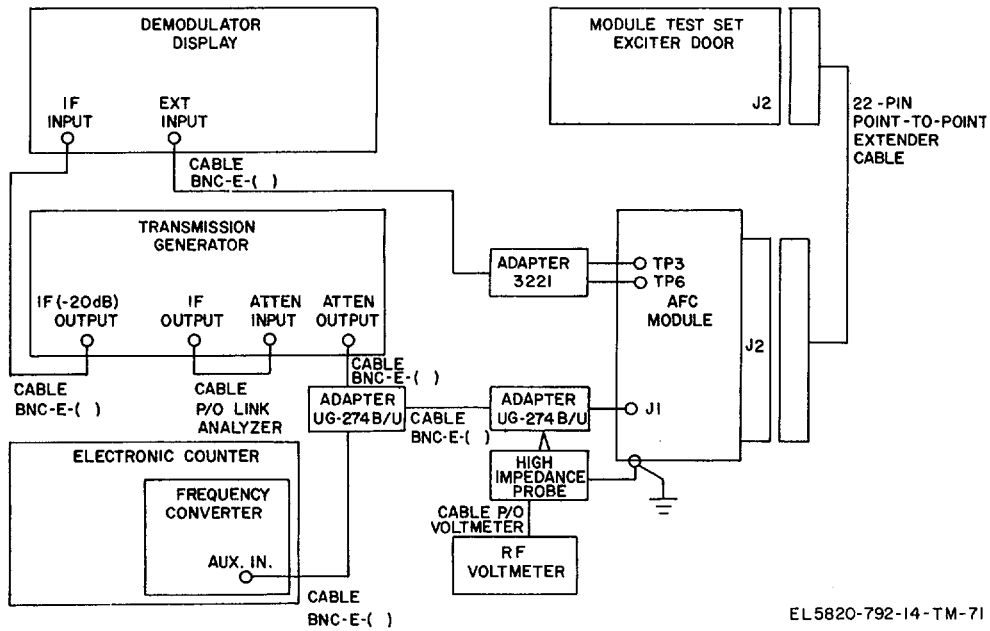 DEMODULATOR
DISPLAY
IF
INPUT
EXT
INPUT
CABLE
BNC-E-( )
MODULE TEST SET
EXCITER DOOR
J2
22-PIN
POINT-TO-POINT
EXTENDER
CABLE
TRANSMISSION
GENERATOR
IF (-20dB)
OUTPUT
IF
OUTPUT
ATTEN
INPUT
ATTEN
OUTPUT
ADAPTER
3221
TP3
TP6
AFC
MODULE
J2
CABLE
BNC-E-( )
CABLE
P/O LINK
ANALYZER
CABLE
BNC-E-( )
ADAPTER
UG-274B/U
CABLE
BNC-E-( )
ADAPTER
UG-274B/U
J1
HIGH
IMPEDANCE
PROBE
CABLE P/O
VOLTMETER
RF
VOLTMETER
ELECTRONIC COUNTER
FREQUENCY
CONVERTER
AUX. IN.
CABLE
BNC-E-( )
EL5820-792-14-TM-71